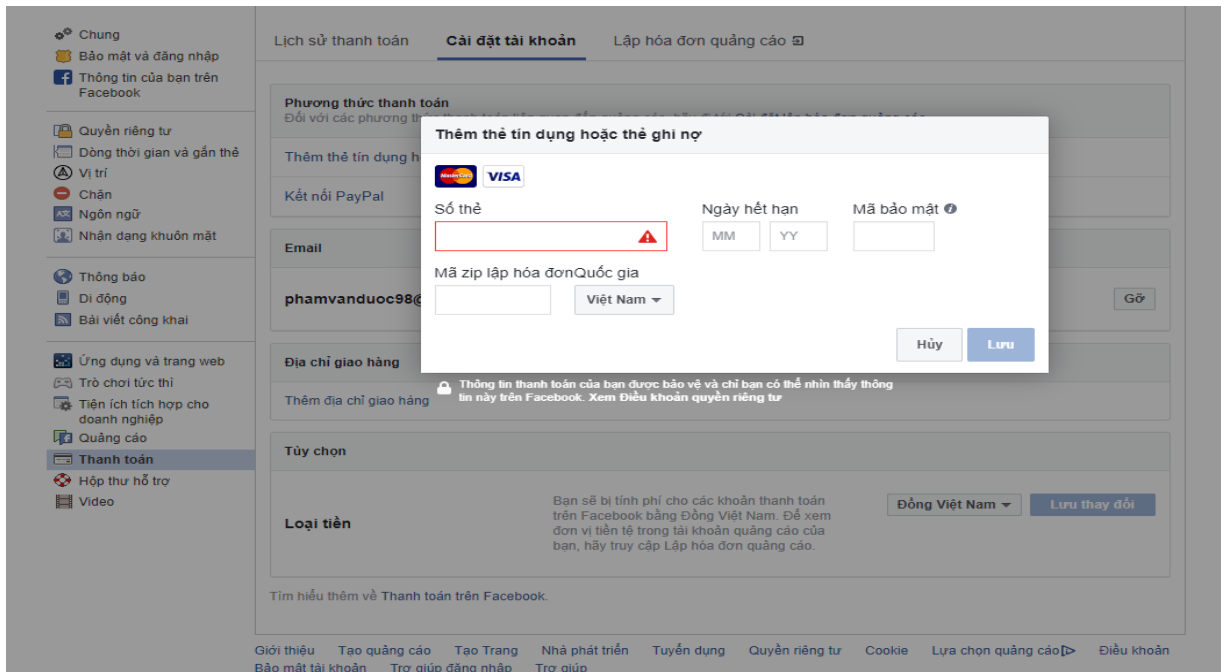 Chung
Bảo mật và đăng nhập
Thông tin của bạn trên
Facebook
Quyền riêng tư
Dòng thời gian và gắn thẻ
Vị trí
Chặn
Ngôn ngữ
Nhận dạng khuôn mặt
Thông báo
Di động
Bài viết công khai
Ứng dụng và trang web
Trò chơi tức thì
Tiện ích tích hợp cho
doanh nghiệp
Quảng cáo
Thanh toán
Hộp thư hỗ trợ
Video
Lịch sử thanh toán Cài đặt tài khoản Lập hóa đơn quảng cáo
Phương thức thanh toán
Đối với các phương
Thêm thẻ tín dụng h
Kết nối PayPal
Email
phamvanduoc98@
Gỡ
Địa chỉ giao hàng
Thêm địa chỉ giao hàng
Thêm thẻ tín dụng hoặc thẻ ghi nợ
MasterCard VISA
Số thẻ Ngày hết hạn Mã bảo mật
MM YY
Mã zip lập hóa đơnQuốc gia
Việt Nam
Hủy Lưu
Thông tin thanh toán của bạn được bảo vệ và chỉ bạn có thể nhìn thấy thông
tin này trên Facebook. Xem Điều khoản quyền riêng tư
Tùy chọn
Loại tiền
Bạn sẽ bị tính phí cho các khoản thanh toán
trên Facebook bằng Đồng Việt Nam. Để xem
đơn vị tiền tệ trong tài khoản quảng cáo của
bạn, hãy truy cập Lập hóa đơn quảng cáo.
Đồng Việt Nam Lưu thay đổi
Tìm hiểu thêm về Thanh toán trên Facebook.
Giới thiệu Tạo quảng cáo Tạo Trang Nhà phát triển Tuyển dụng Quyền riêng tư Cookie Lựa chọn quảng cáo Điều khoản
Bảo mật tài khoản Trợ giúp đăng nhập Trợ giúp